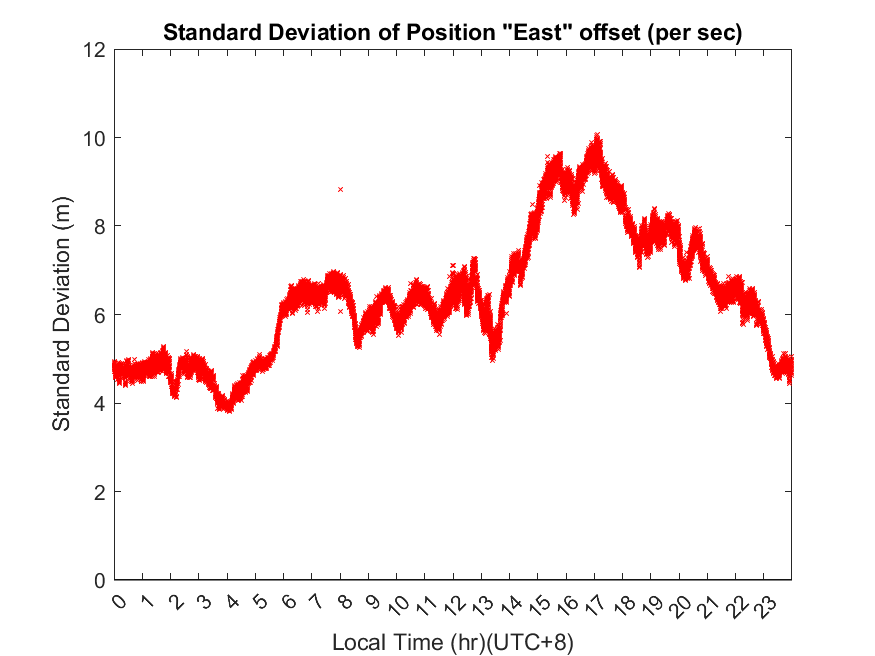 Standard Deviation of Position "East" offset (per sec)
12
10
8
6
4
2
0
Standard Deviation (m)
0 1 2 3 4 5 6 7 8 9 10 11 12 13 14 15 16 17 18 19 20 21 22 23
Local Time (hr)(UTC+8)